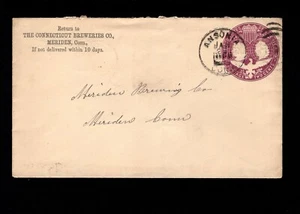 Return to
THE CONNECTICUT BREWERIES CO.,
MERIDEN, Conn.,
If not delivered within 10 days.
ANSONIA
Meriden Brewing Co
Meriden Conn